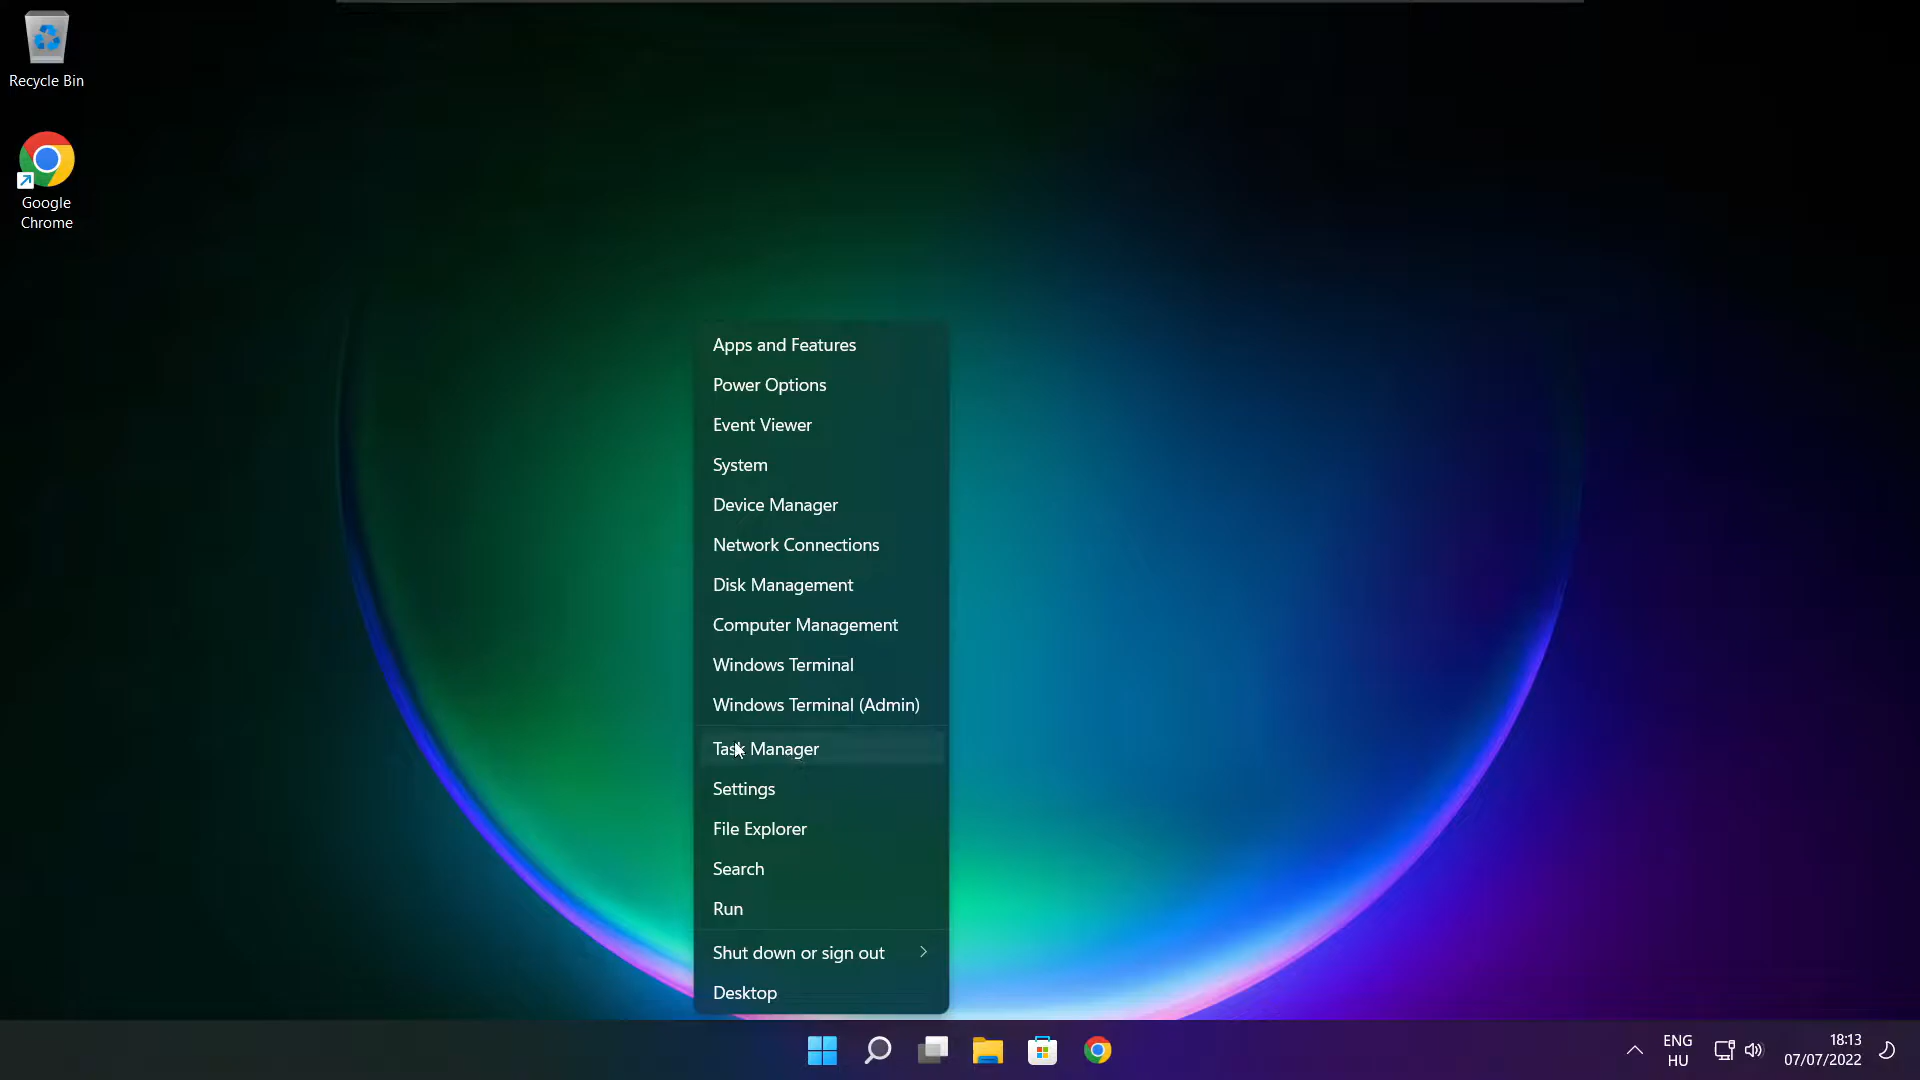 Recycle Bin
Google
Chrome
Apps and Features
Power Options
Event Viewer
System
Device Manager
Network Connections
Disk Management
Computer Management
Windows Terminal
Windows Terminal (Admin)
Task Manager
Settings
File Explorer
Search
Run
Shut down or sign out
Desktop
ENG
HU
18:13
07/07/2022